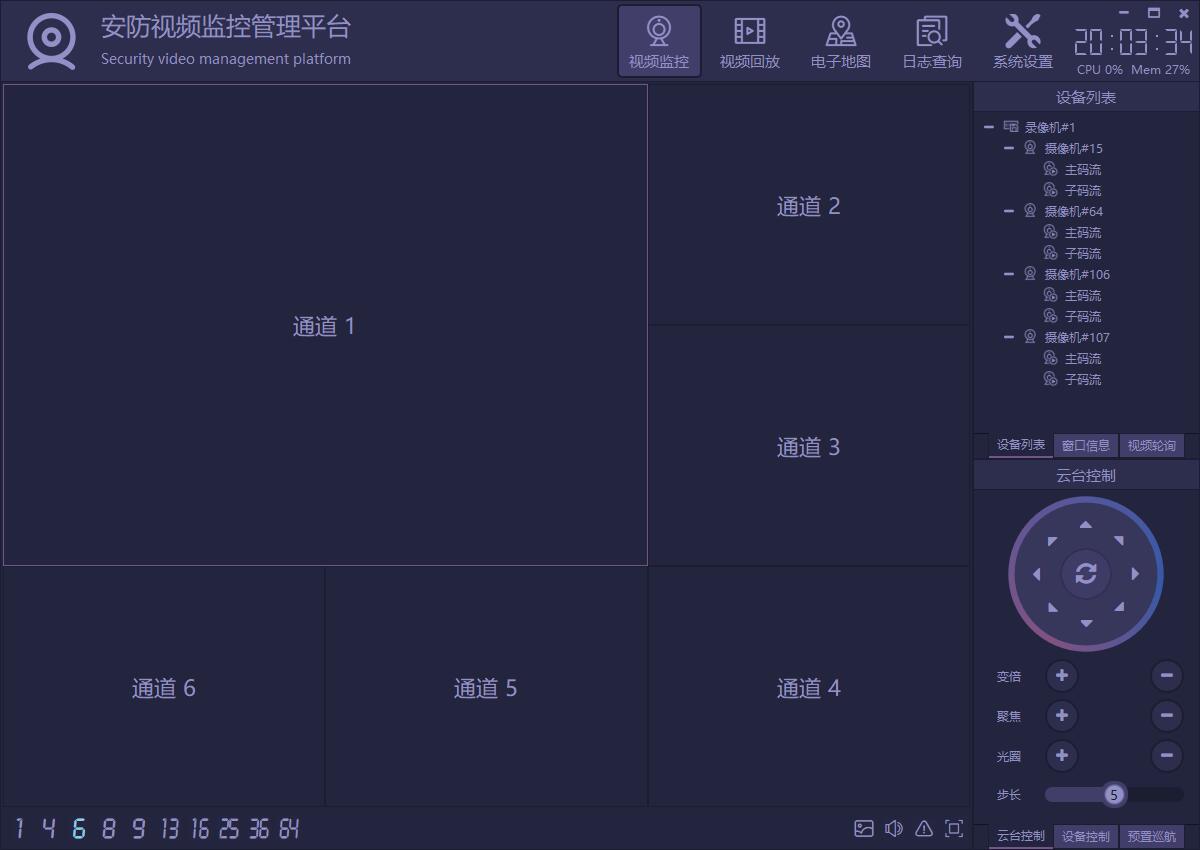 安防视频监控管理平台
Security video management platform
视频监控
视频回放
电子地图
日志查询
系统设置
20:03:34
CPU 0% Mem 27%
通道 1
通道 2
通道 3
通道 6
通道 5
通道 4
1 4 6 8 9 13 16 25 36 64
设备列表
录像机#1
摄像机#15
主码流
子码流
摄像机#64
主码流
子码流
摄像机#106
主码流
子码流
摄像机#107
主码流
子码流
设备列表 窗口信息 视频轮询
云台控制
变倍
聚焦
光圈
步长 5
云台控制 设备控制 预置巡航